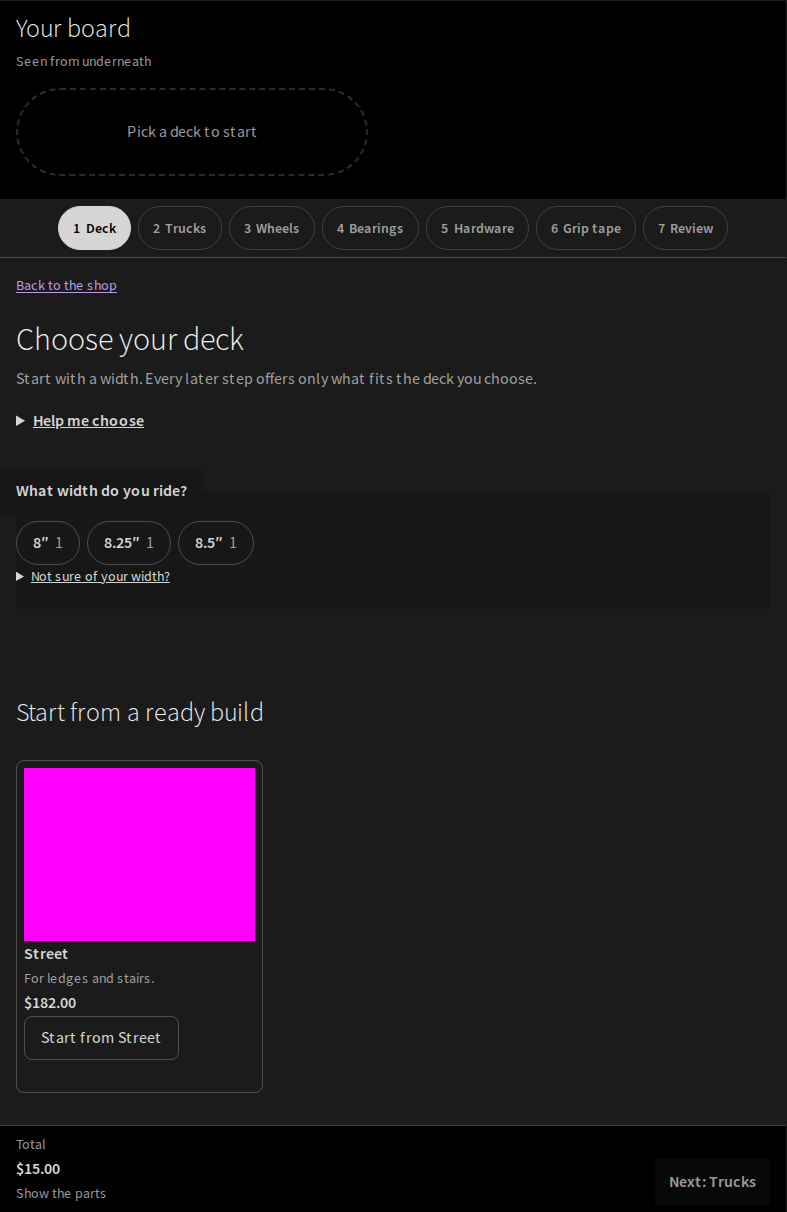 Your board
Seen from underneath
Pick a deck to start
1 Deck
2 Trucks
3 Wheels
4 Bearings
5 Hardware
6 Grip tape
7 Review
Back to the shop
Choose your deck
Start with a width. Every later step offers only what fits the deck you choose.
Help me choose
What width do you ride?
8″ 1
8.25″ 1
8.5″ 1
Not sure of your width?
Start from a ready build
Street
For ledges and stairs.
$182.00
Start from Street
Total
$15.00
Show the parts
Next: Trucks